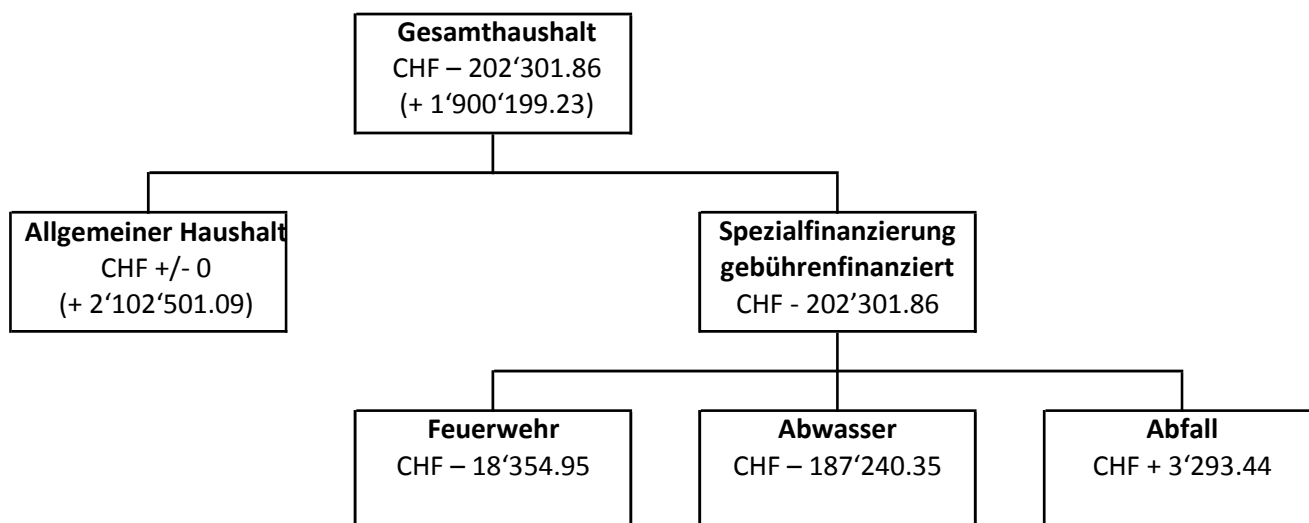 Gesamthaushalt
CHF – 202‘301.86
(+ 1‘900‘199.23)
Allgemeiner Haushalt
CHF +/- 0
(+ 2‘102‘501.09)
Spezialfinanzierung
gebührenfinanziert
CHF - 202’301.86
Feuerwehr
CHF – 18‘354.95
Abwasser
CHF – 187‘240.35
Abfall
CHF + 3‘293.44